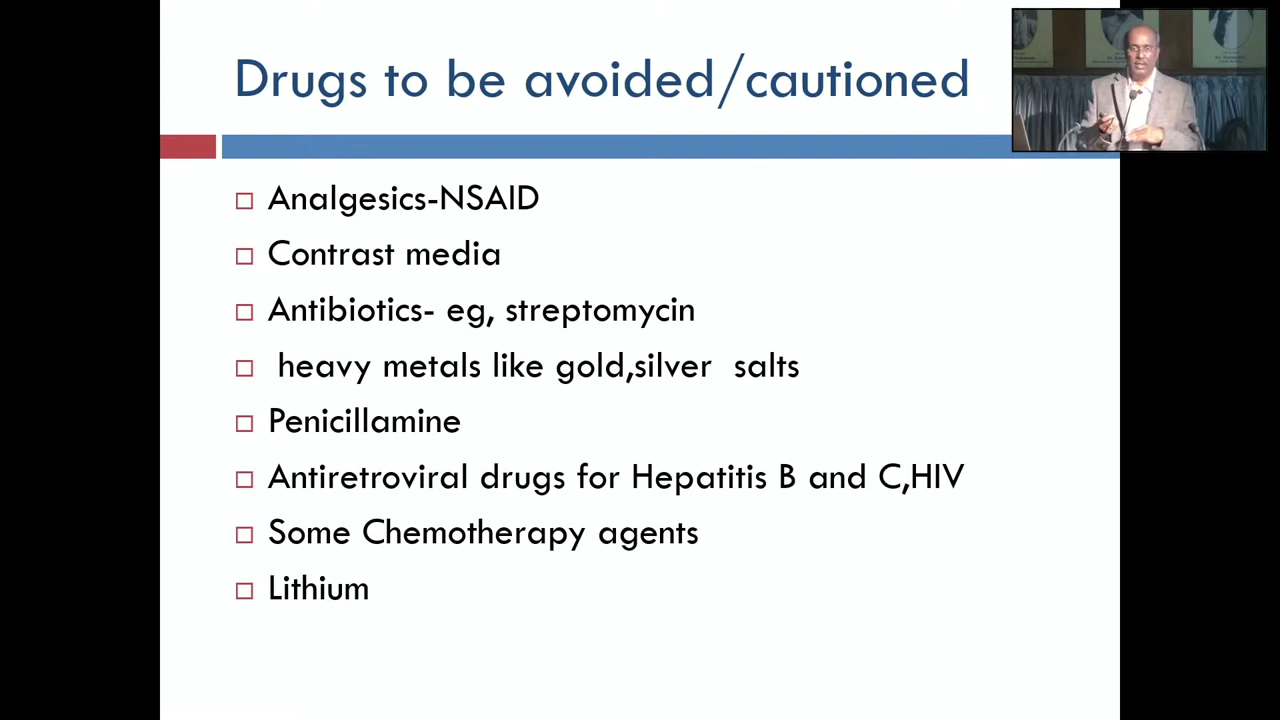 Drugs to be avoided/cautioned
Analgesics-NSAID
Contrast media
Antibiotics- eg, streptomycin
heavy metals like gold,silver salts
Penicillamine
Antiretroviral drugs for Hepatitis B and C,HIV
Some Chemotherapy agents
Lithium